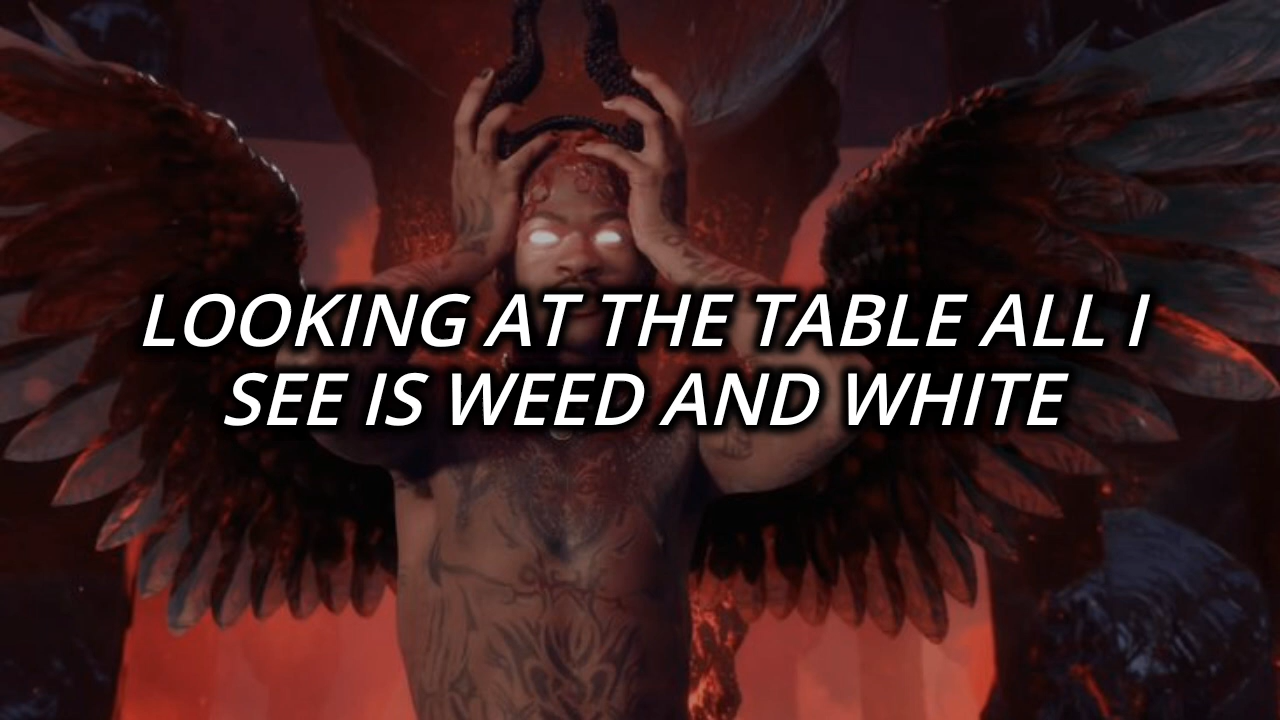 LOOKING AT THE TABLE ALL I
SEE IS WEED AND WHITE